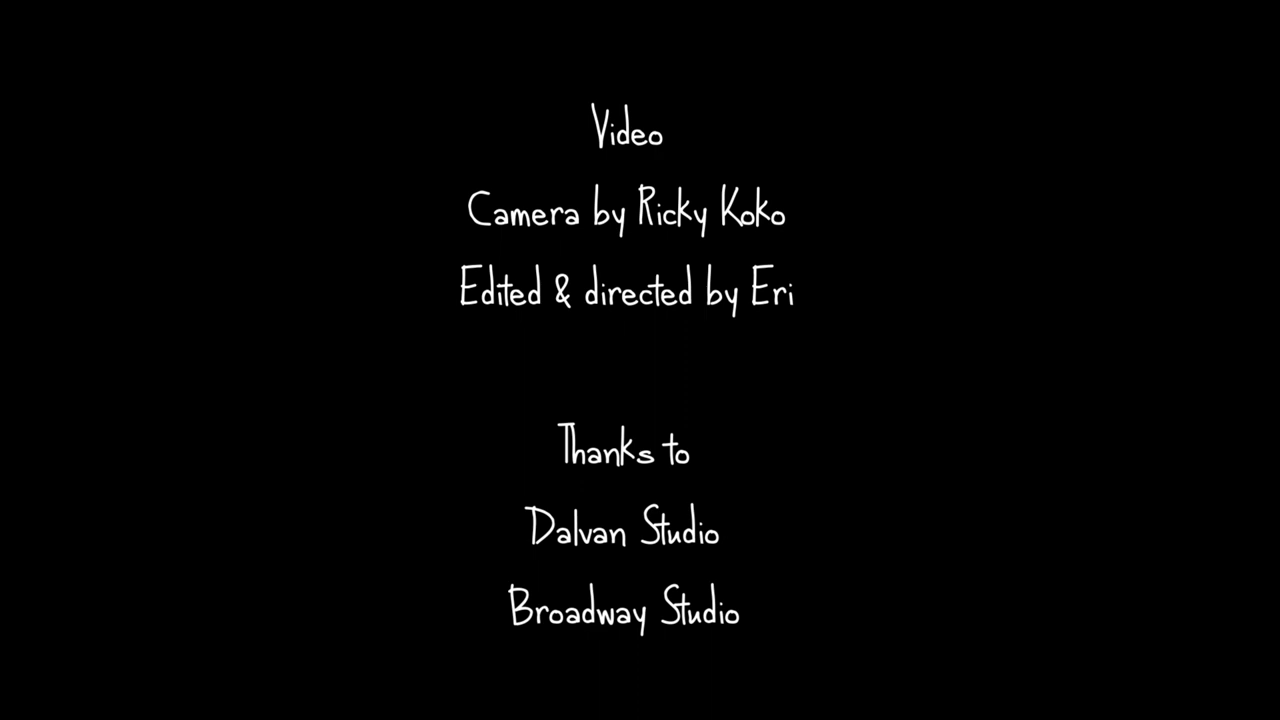 Video
Camera by Ricky Koko
Edited & directed by Eri
Thanks to
Dalvan Studio
Broadway Studio